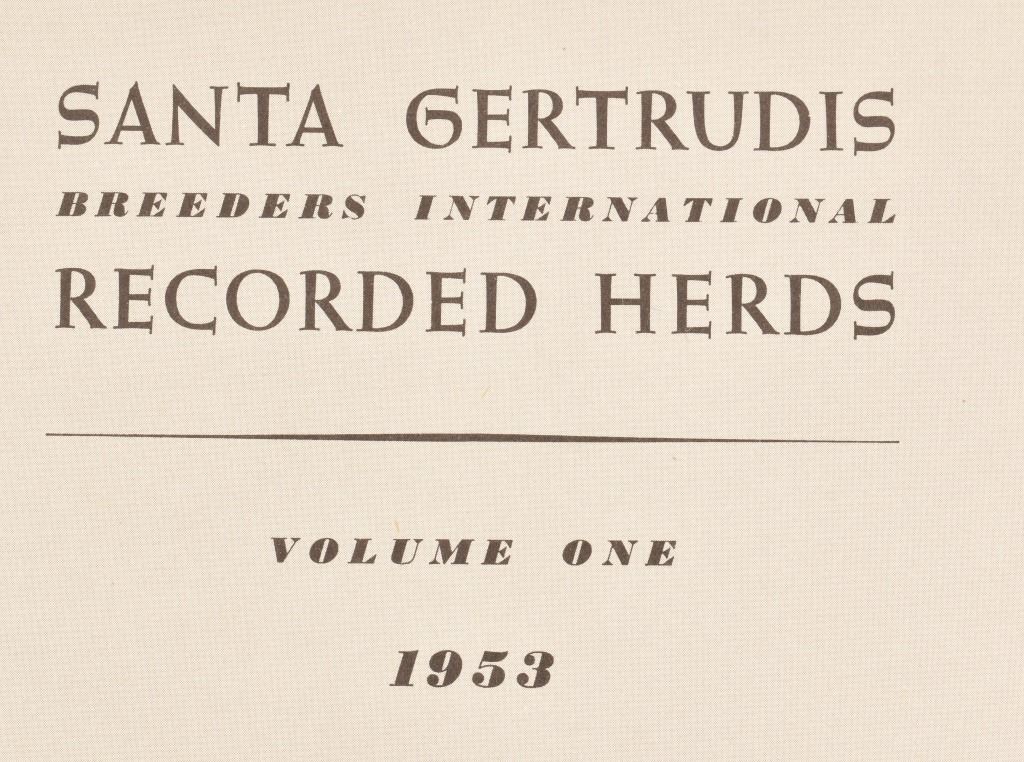 SANTA GERTRUDIS
BREEDERS INTERNATIONAL
RECORDED HERDS
VOLUME ONE
1953